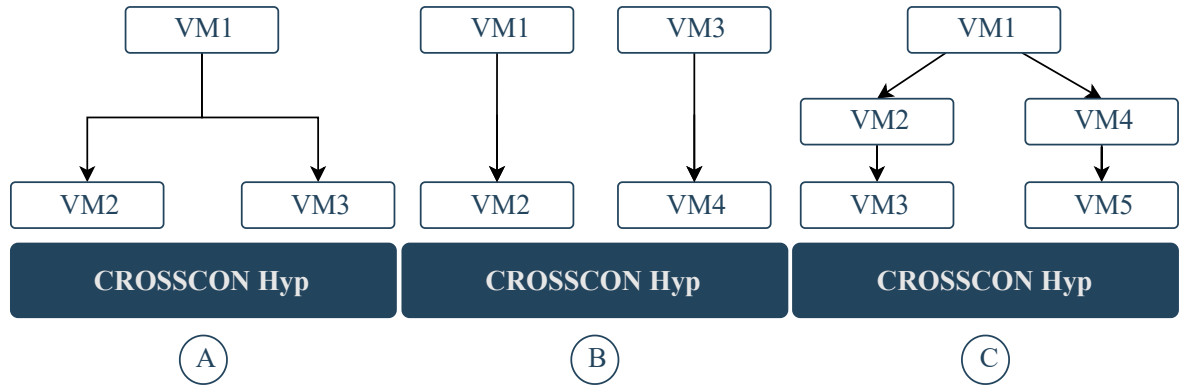 VM1
VM2
VM3
CROSSCON Hyp
A
VM1
VM3
VM2
VM4
CROSSCON Hyp
B
VM1
VM2
VM4
VM3
VM5
CROSSCON Hyp
C